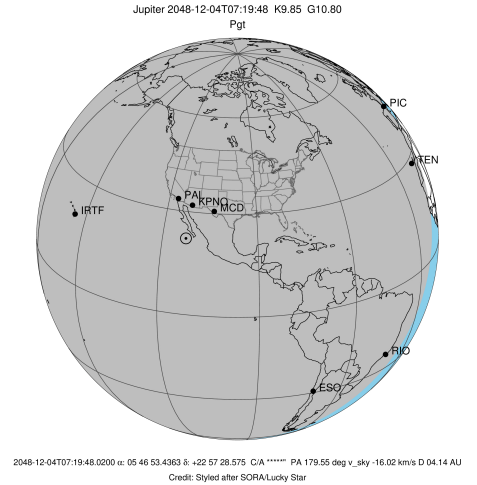 Jupiter 2048-12-04T07:19:48 K9.85 G10.80
Pgt
PIC
TEN
PAL
KPNO
MCD
IRTF
RIO
ESO
2048-12-04T07:19:48.0200 α: 05 46 53.4363 δ: +22 57 28.575 C/A *****" PA 179.55 deg v_sky -16.02 km/s D 04.14 AU
Credit: Styled after SORA/Lucky Star